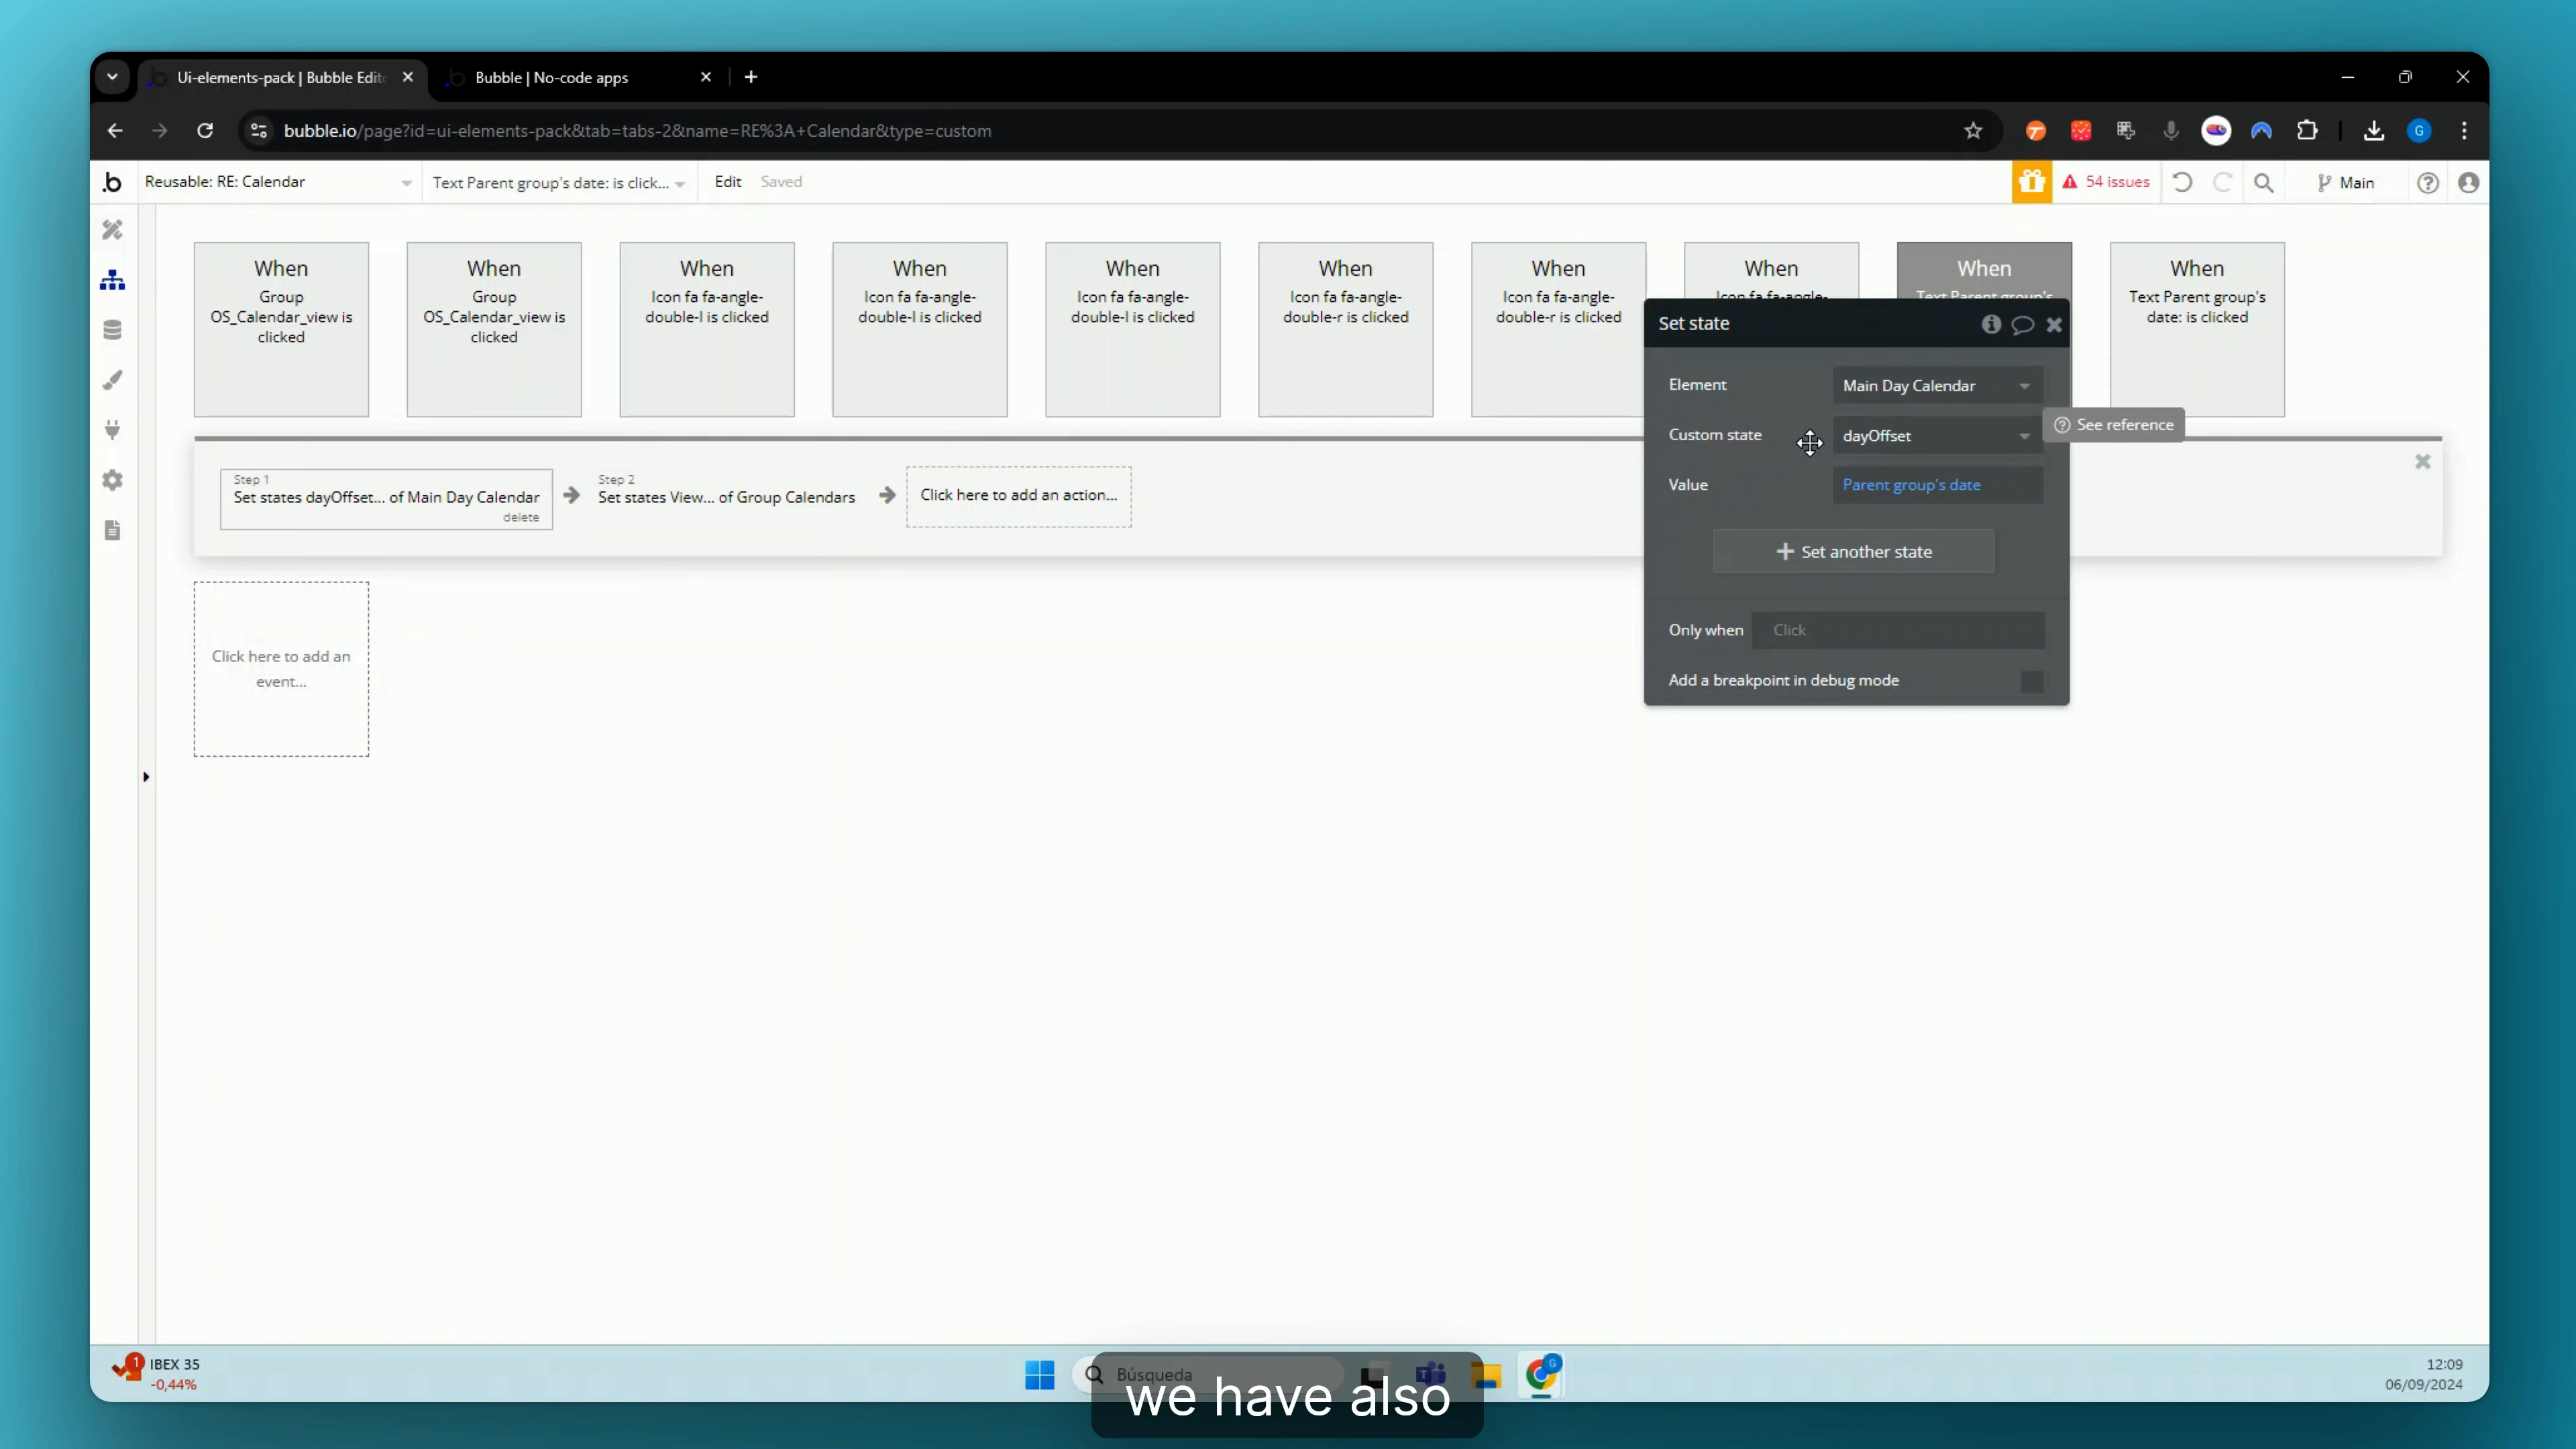 Ui-elements-pack | Bubble Edit
Bubble | No-code apps
bubble.io/page?id=ui-elements-pack&tab=tabs-2&name=RE%3A+Calendar&type=custom
G
Reusable: RE: Calendar
Text Parent group's date: is click...
Edit
Saved
54 issues
Main
When
Group
OS_Calendar_view is
clicked
When
Group
OS_Calendar_view is
clicked
When
Icon fa fa-angle-
double-l is clicked
When
Icon fa fa-angle-
double-l is clicked
When
Icon fa fa-angle-
double-l is clicked
When
Icon fa fa-angle-
double-r is clicked
When
Icon fa fa-angle-
double-r is clicked
When
Icon fa fa-angle-
When
Text Parent group's
When
Text Parent group's
date: is clicked
Set state
Element
Main Day Calendar
Custom state
dayOffset
See reference
Value
Parent group's date
Set another state
Only when
Click
Add a breakpoint in debug mode
Step 1
Set states dayOffset... of Main Day Calendar
delete
Step 2
Set states View... of Group Calendars
Click here to add an action...
Click here to add an
event...
1
IBEX 35
-0,44%
Búsqueda
G
12:09
06/09/2024
we have also